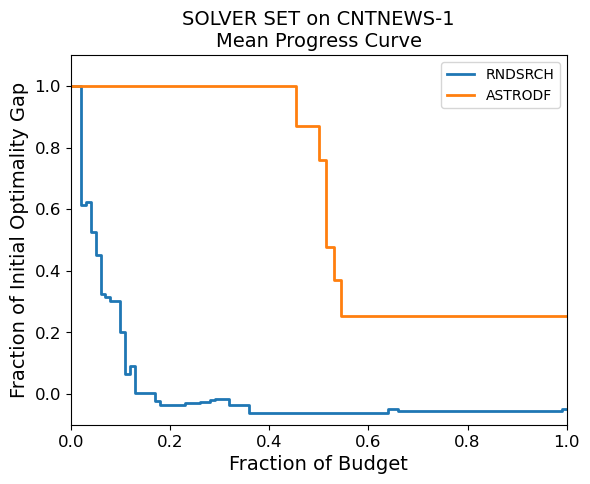 SOLVER SET on CNTNEWS-1
Mean Progress Curve
RNDSRCH
ASTRODF
Fraction of Initial Optimality Gap
1.0
0.8
0.6
0.4
0.2
0.0
0.0 0.2 0.4 0.6 0.8 1.0
Fraction of Budget